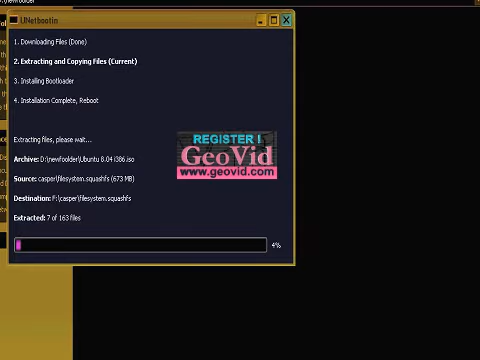 \newfoolder
UNetbootin
1. Downloading Files (Done)
2. Extracting and Copying Files (Current)
3. Installing Bootloader
4. Installation Complete, Reboot
Extracting files, please wait...
Archive: D:\newfoolder\Ubuntu 8.04 i386.iso
Source: casper\filesystem.squashfs (673 MB)
Destination: F:\casper\filesystem.squashfs
Extracted: 7 of 163 files
REGISTER !
GeoVid
www.geovid.com
4%